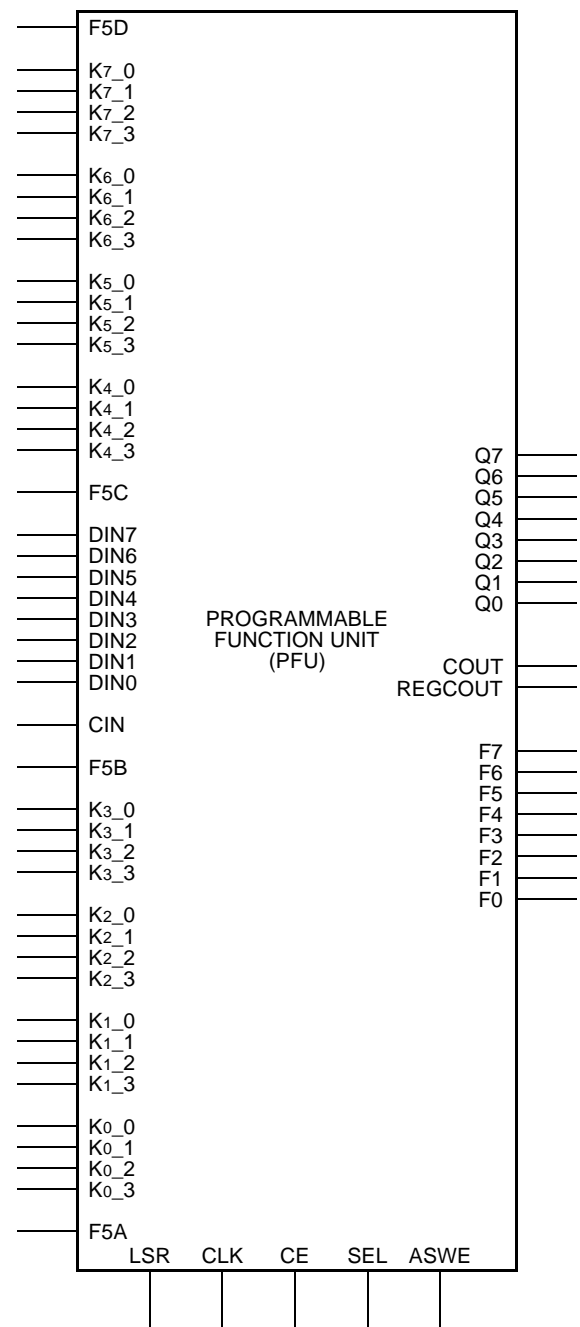 F5D
K7_0
K7_1
K7_2
K7_3
K6_0
K6_1
K6_2
K6_3
K5_0
K5_1
K5_2
K5_3
K4_0
K4_1
K4_2
K4_3
F5C
DIN7
DIN6
DIN5
DIN4
DIN3
DIN2
DIN1
DIN0
CIN
F5B
K3_0
K3_1
K3_2
K3_3
K2_0
K2_1
K2_2
K2_3
K1_0
K1_1
K1_2
K1_3
K0_0
K0_1
K0_2
K0_3
F5A
PROGRAMMABLE
FUNCTION UNIT
(PFU)
Q7
Q6
Q5
Q4
Q3
Q2
Q1
Q0
COUT
REGCOUT
F7
F6
F5
F4
F3
F2
F1
F0
LSR CLK CE SEL ASWE